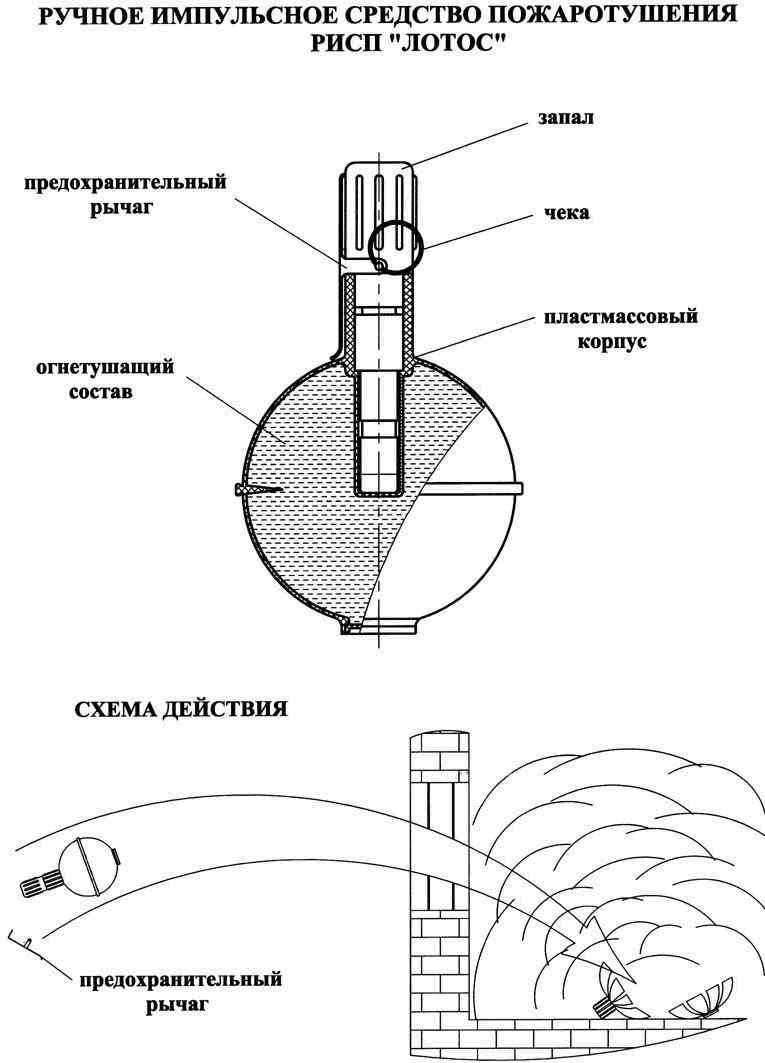 РУЧНОЕ ИМПУЛЬСНОЕ СРЕДСТВО ПОЖАРОТУШЕНИЯ
РИСП "ЛОТОС"
запал
предохранительный
рычаг
чека
пластмассовый
корпус
огнетушащий
состав
СХЕМА ДЕЙСТВИЯ
предохранительный
рычаг